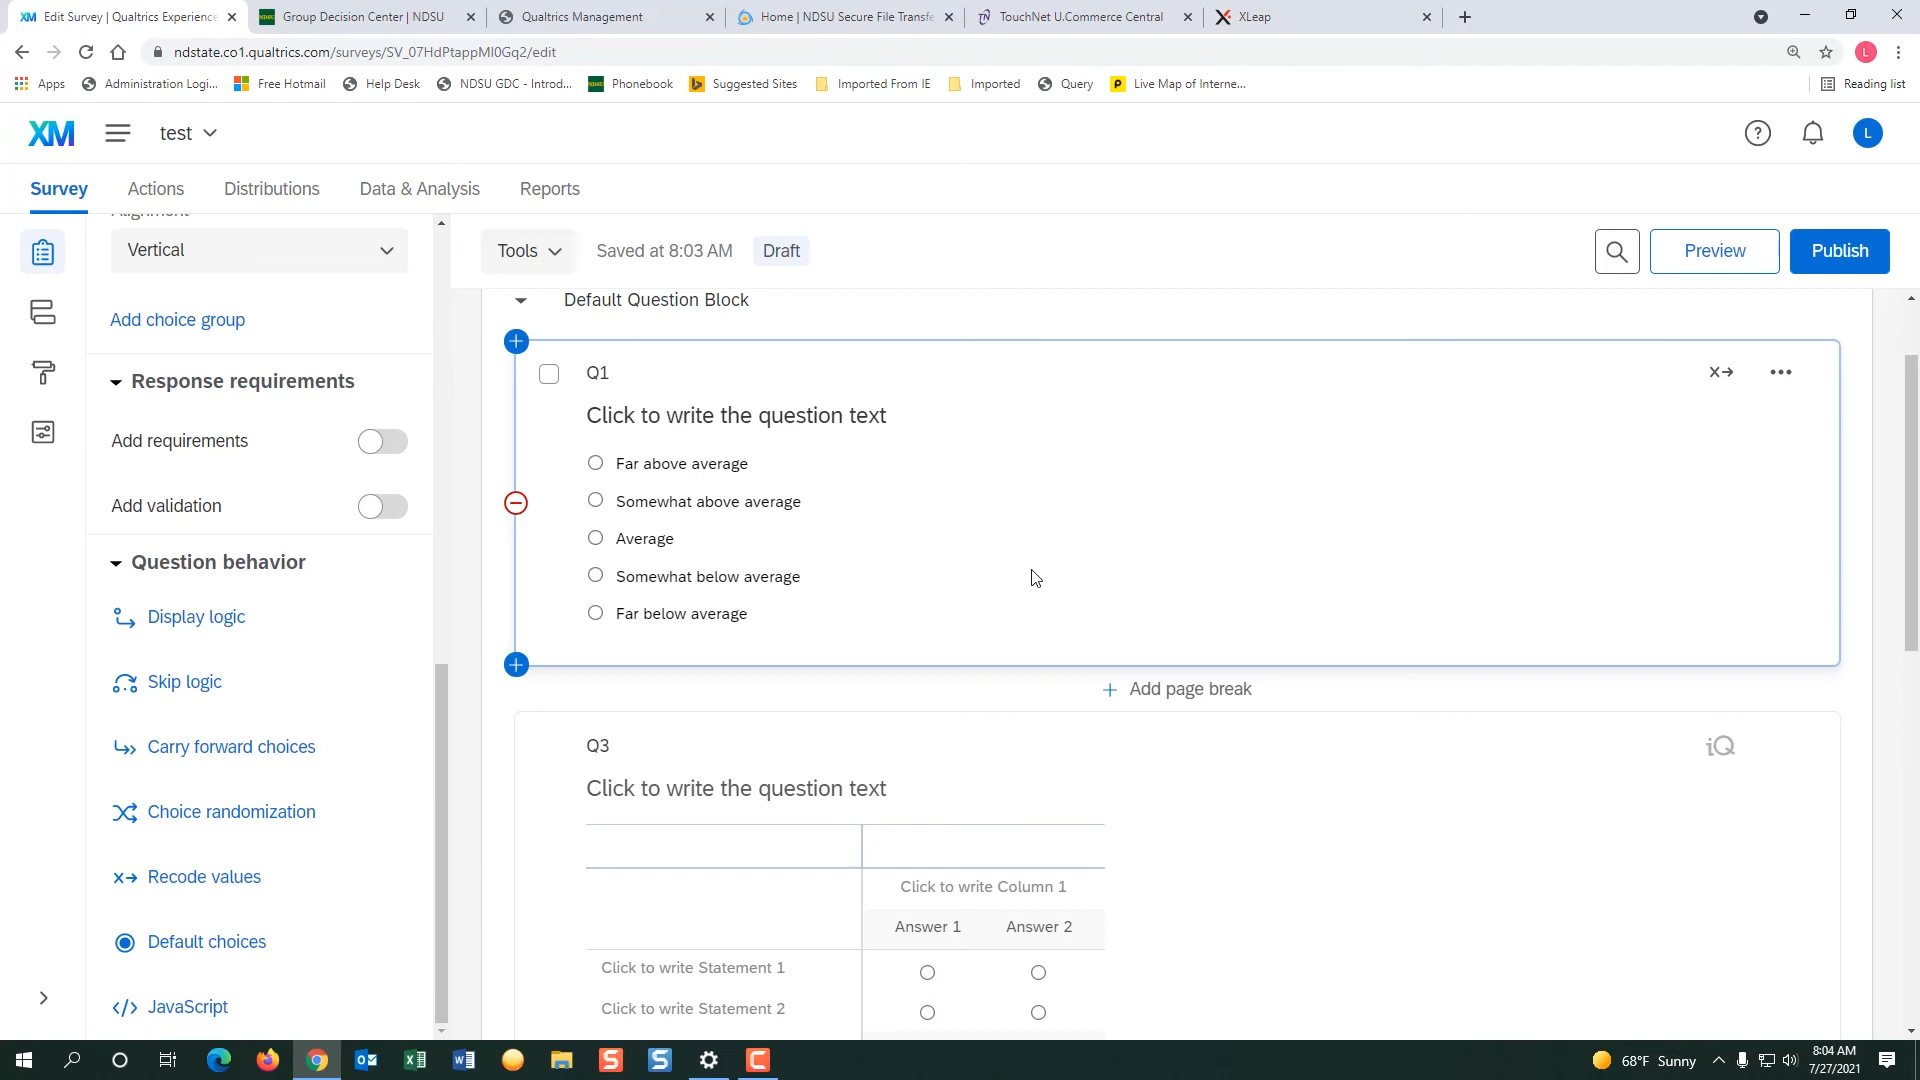 Edit Survey | Qualtrics Experience
Group Decision Center | NDSU
Qualtrics Management
Home | NDSU Secure File Transfe
TouchNet U.Commerce Central
XLeap
ndstate.co1.qualtrics.com/surveys/SV_07HdPtappMl0Gq2/edit
L
Apps
Administration Logi...
Free Hotmail
Help Desk
NDSU GDC - Introd...
Phonebook
Suggested Sites
Imported From IE
Imported
Query
Live Map of Interne...
Reading list
XM
test
L
Survey
Actions
Distributions
Data & Analysis
Reports
Alignment
Vertical
Tools
Saved at 8:03 AM
Draft
Preview
Publish
Add choice group
Response requirements
Add requirements
Add validation
Question behavior
Display logic
Skip logic
Carry forward choices
Choice randomization
Recode values
Default choices
JavaScript
Default Question Block
Q1
Click to write the question text
Far above average
Somewhat above average
Average
Somewhat below average
Far below average
Add page break
Q3
iQ
Click to write the question text
Click to write Column 1
Answer 1
Answer 2
Click to write Statement 1
Click to write Statement 2
68°F Sunny
8:04 AM
7/27/2021